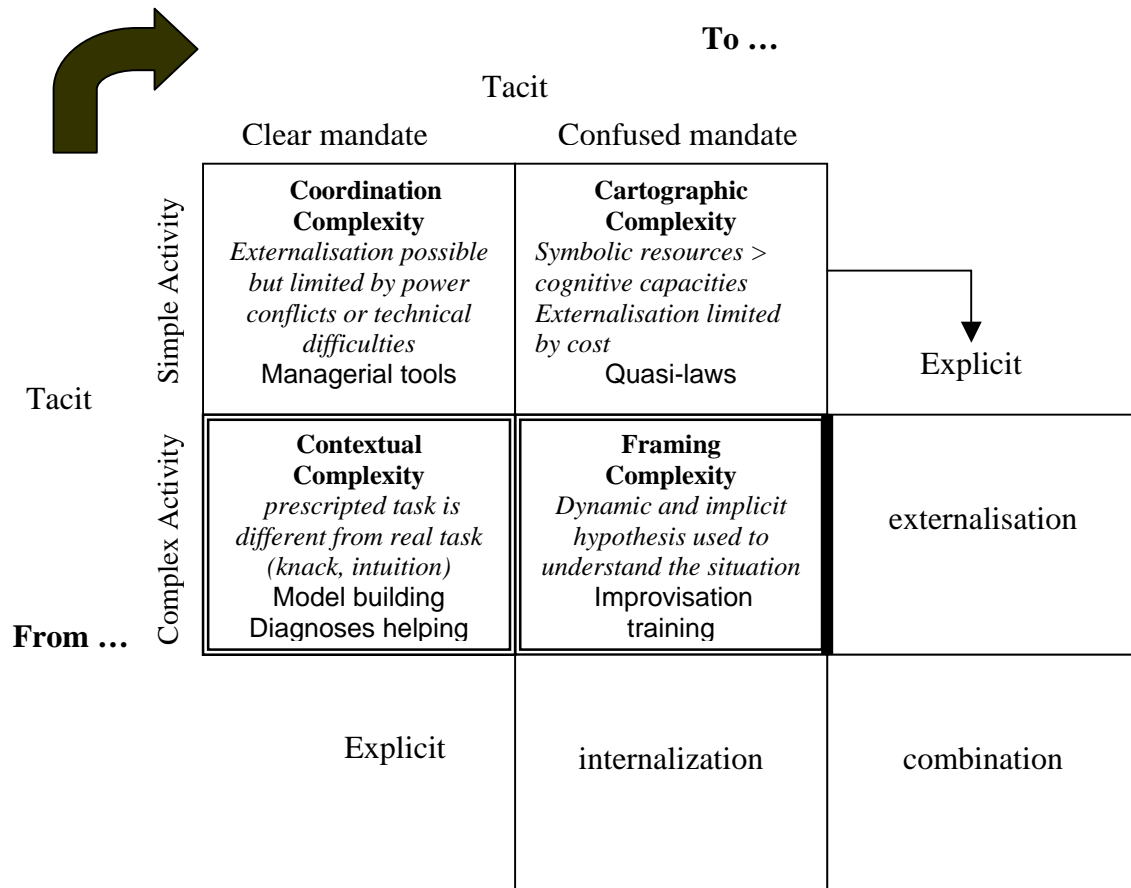 To …
Tacit
Clear mandate
Confused mandate
Simple Activity
Coordination
Complexity
Externalisation possible
but limited by power
conflicts or technical
difficulties
Managerial tools
Cartographic
Complexity
Symbolic resources >
cognitive capacities
Externalisation limited
by cost
Quasi-laws
Explicit
Tacit
Complex Activity
Contextual
Complexity
prescripted task is
different from real task
(knack, intuition)
Model building
Diagnoses helping
Framing
Complexity
Dynamic and implicit
hypothesis used to
understand the situation
Improvisation
training
externalisation
From …
Explicit
internalization
combination